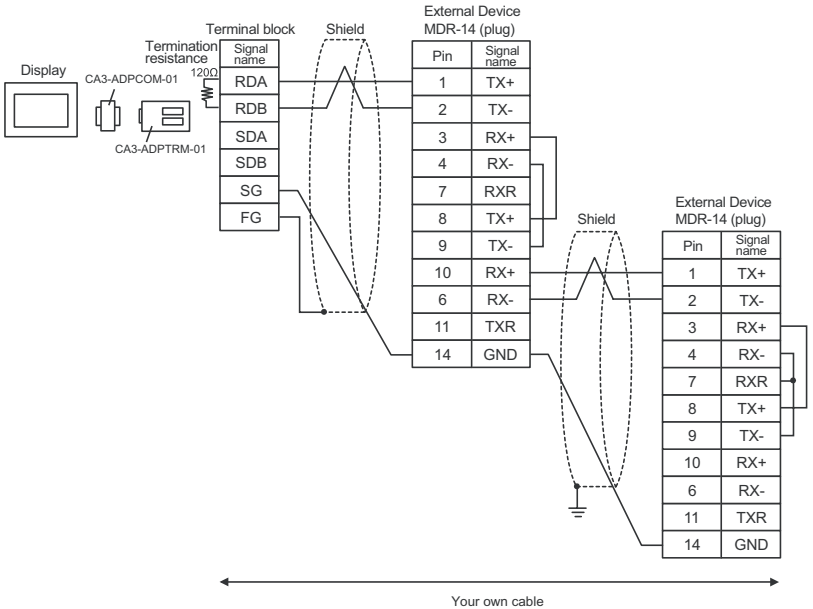 Display
CA3-ADPCOM-01
CA3-ADPTRM-01
Termination
resistance
120Ω
Terminal block
Signal
name
RDA
RDB
SDA
SDB
SG
FG
Shield
External Device
MDR-14 (plug)
Pin Signal
name
1 TX+
2 TX-
3 RX+
4 RX-
7 RXR
8 TX+
9 TX-
10 RX+
6 RX-
11 TXR
14 GND
Shield
External Device
MDR-14 (plug)
Pin Signal
name
1 TX+
2 TX-
3 RX+
4 RX-
7 RXR
8 TX+
9 TX-
10 RX+
6 RX-
11 TXR
14 GND
Your own cable